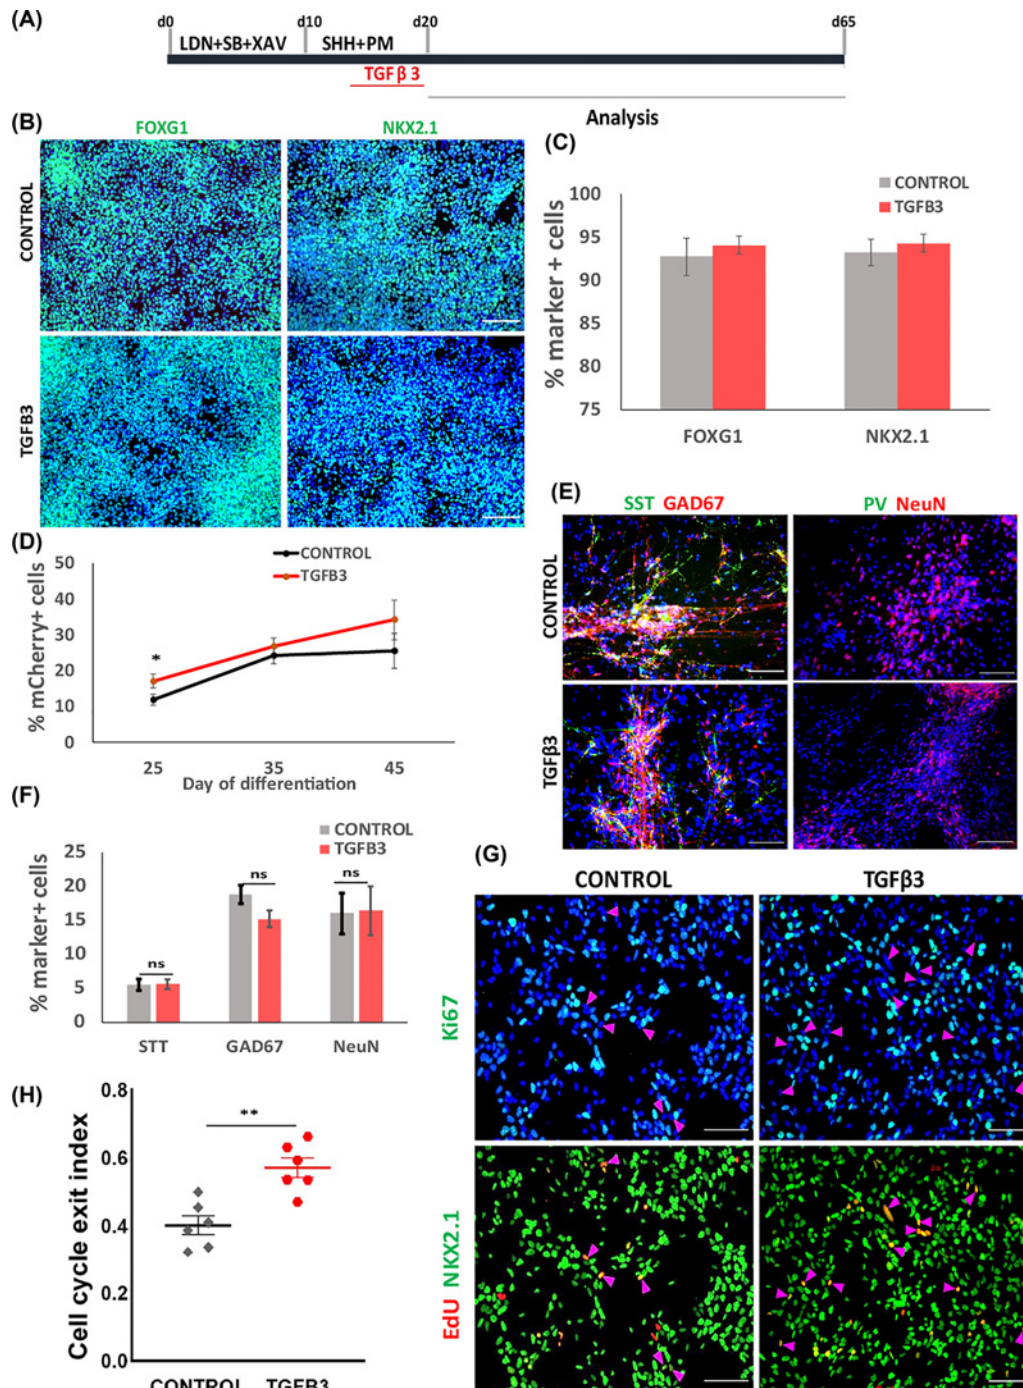 (A)
d0 d10 d20 d65
LDN+SB+XAV SHH+PM
TGFβ 3
Analysis
(B)
FOXG1 NKX2.1
CONTROL
TGFB3
(C)
% marker + cells
100
95
90
85
80
75
CONTROL
TGFB3
FOXG1 NKX2.1
(D)
CONTROL
TGFB3
% mCherry+ cells
50
40
30
20
10
0
*
25 35 45
Day of differentiation
(E)
SST GAD67 PV NeuN
CONTROL
TGFβ3
(F)
CONTROL
TGFB3
% marker+ cells
25
20
15
10
5
0
ns ns ns
STT GAD67 NeuN
(G)
CONTROL TGFβ3
Ki67
EdU NKX2.1
(H)
Cell cycle exit index
0.8
0.6
0.4
0.2
0.0
**
CONTROL TGFB3